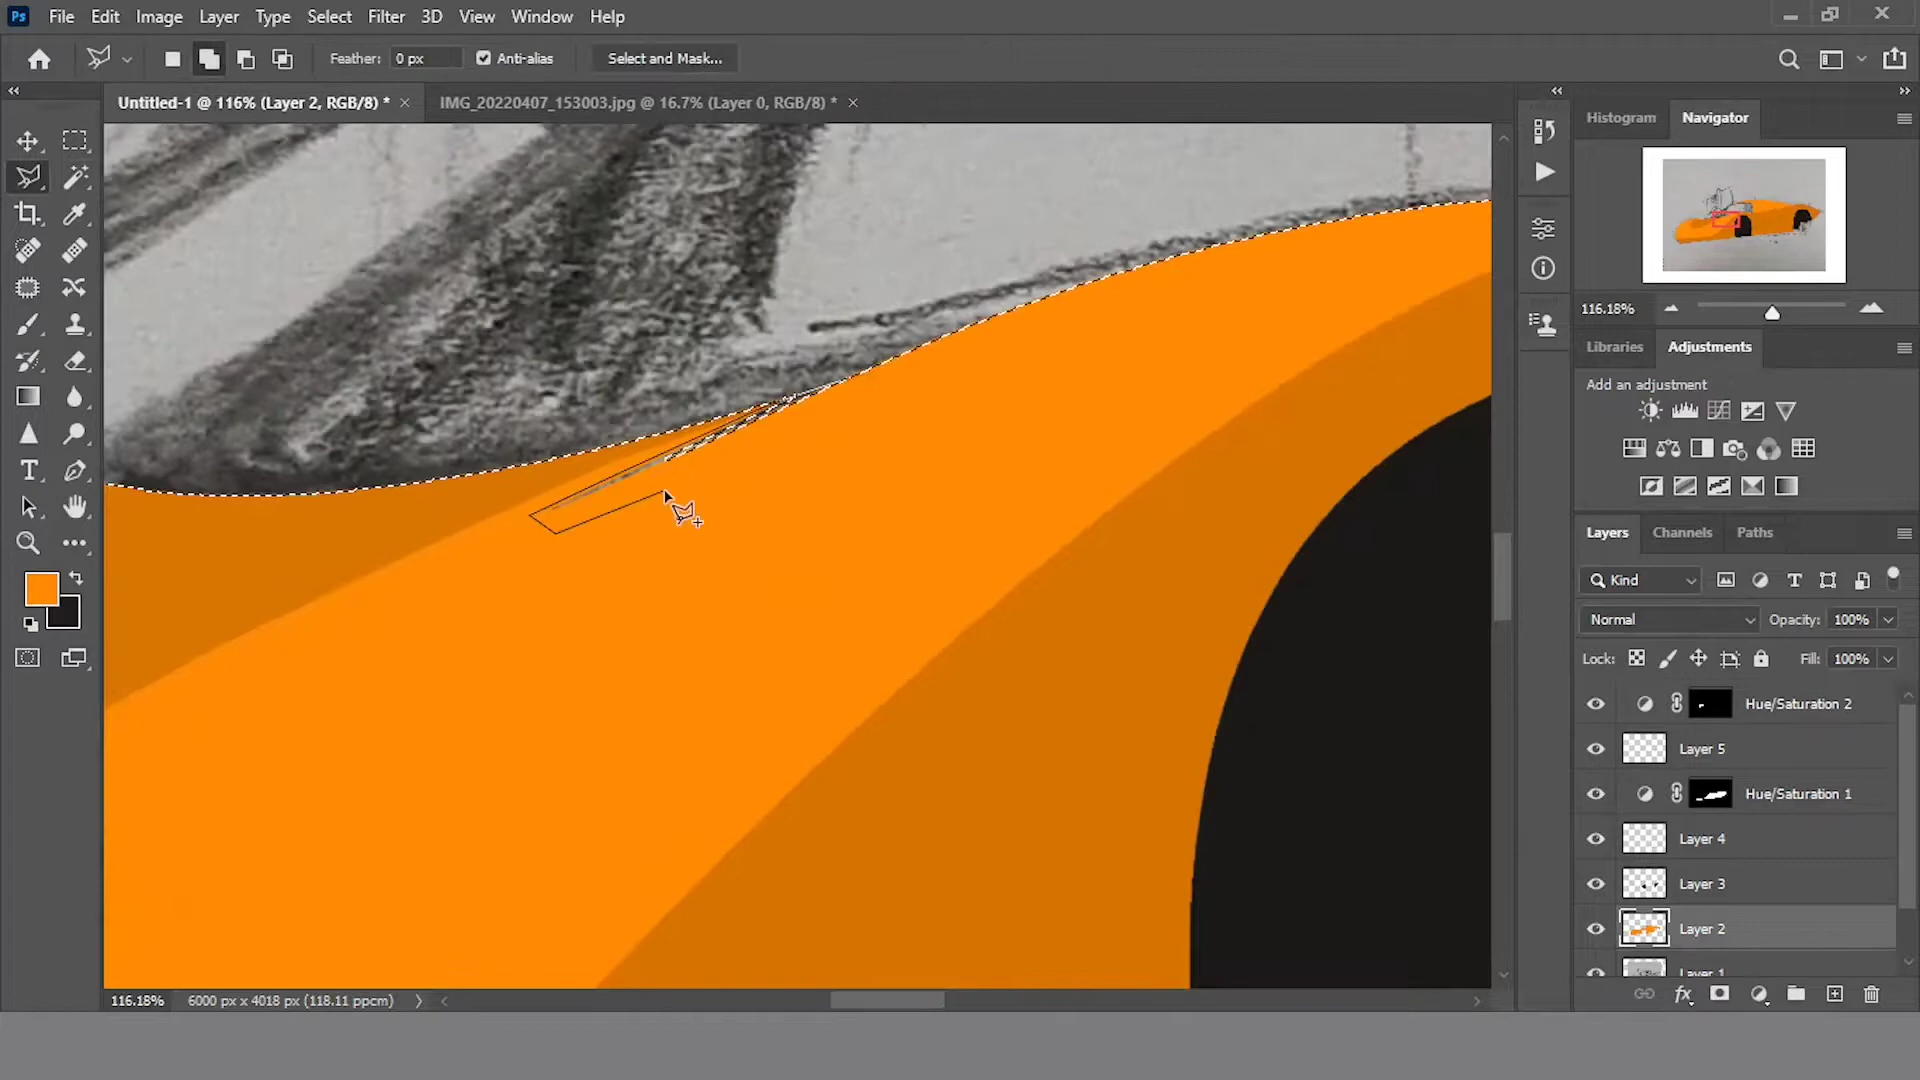 Ps File Edit Image Layer Type Select Filter 3D View Window Help
Feather: 0 px Anti-alias Select and Mask...
Untitled-1 @ 116% (Layer 2, RGB/8) * × IMG_20220407_153003.jpg @ 16.7% (Layer 0, RGB/8) * ×
Histogram Navigator
116.18%
Libraries Adjustments
Add an adjustment
Layers Channels Paths
Kind
Normal Opacity: 100%
Lock: Fill: 100%
Hue/Saturation 2
Layer 5
Hue/Saturation 1
Layer 4
Layer 3
Layer 2
Layer 1
116.18% 6000 px x 4018 px (118.11 ppcm)